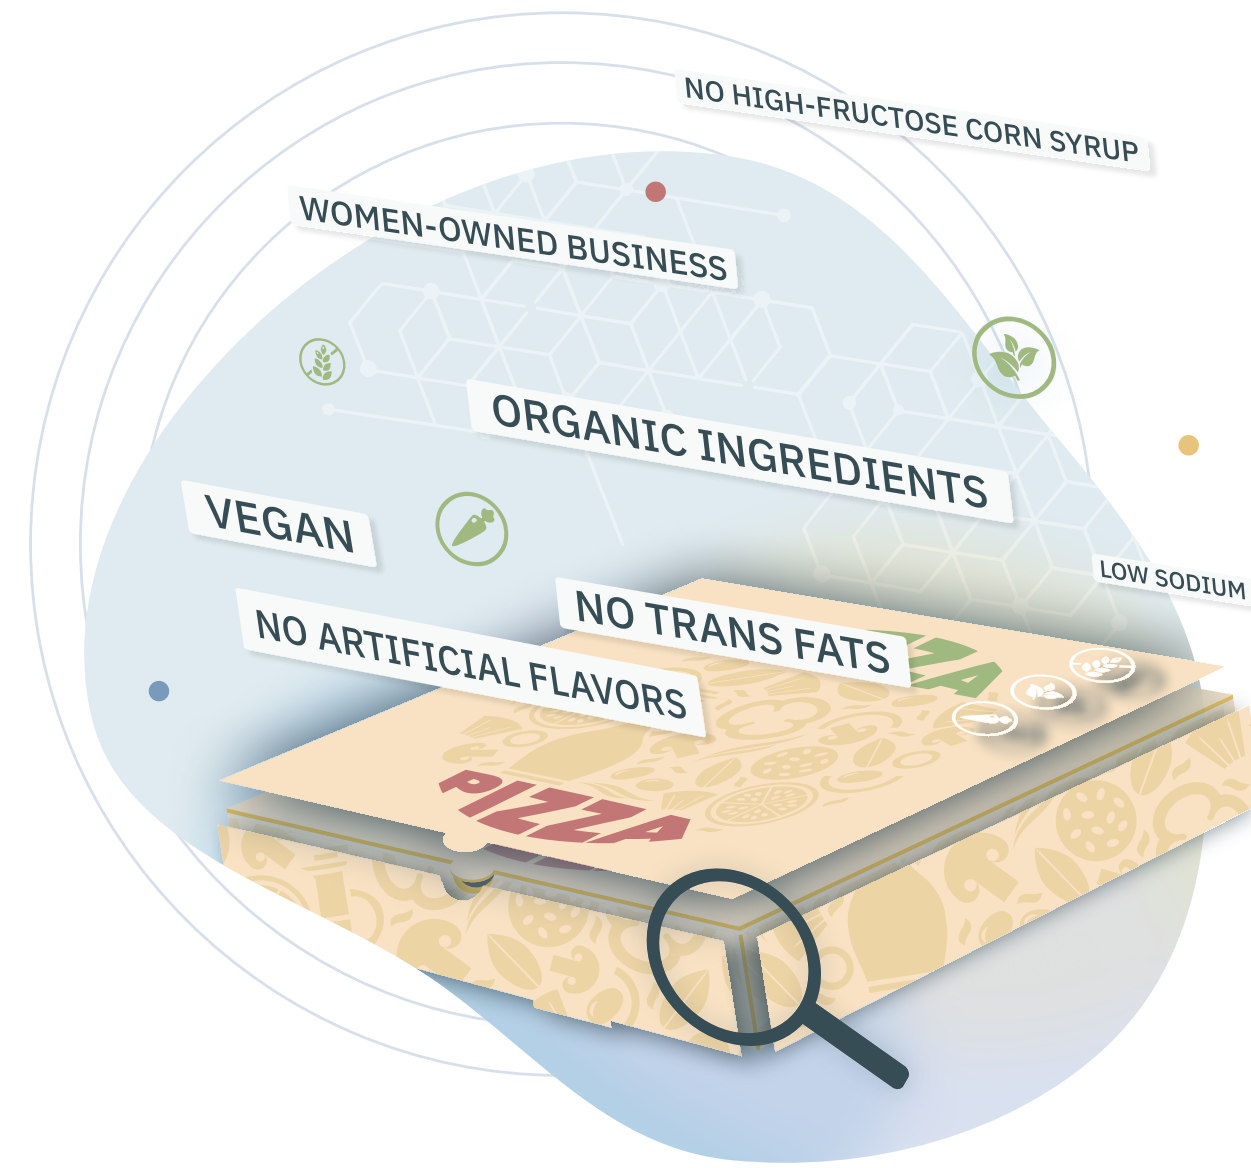 NO HIGH-FRUCTOSE CORN SYRUP
WOMEN-OWNED BUSINESS
ORGANIC INGREDIENTS
VEGAN
LOW SODIUM
NO TRANS FATS
NO ARTIFICIAL FLAVORS
ZZA
PIZZA